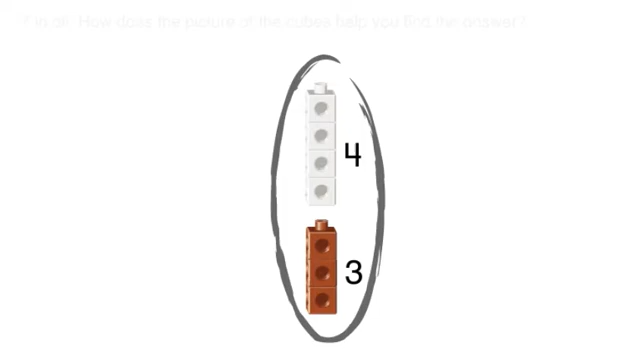 in all. How does the picture of the cubes help you find the answer?
4
3